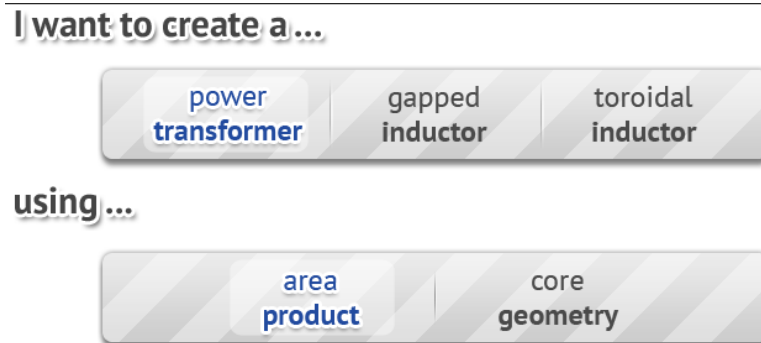 I want to create a ...
power gapped toroidal
transformer inductor inductor
using ...
area core
product geometry